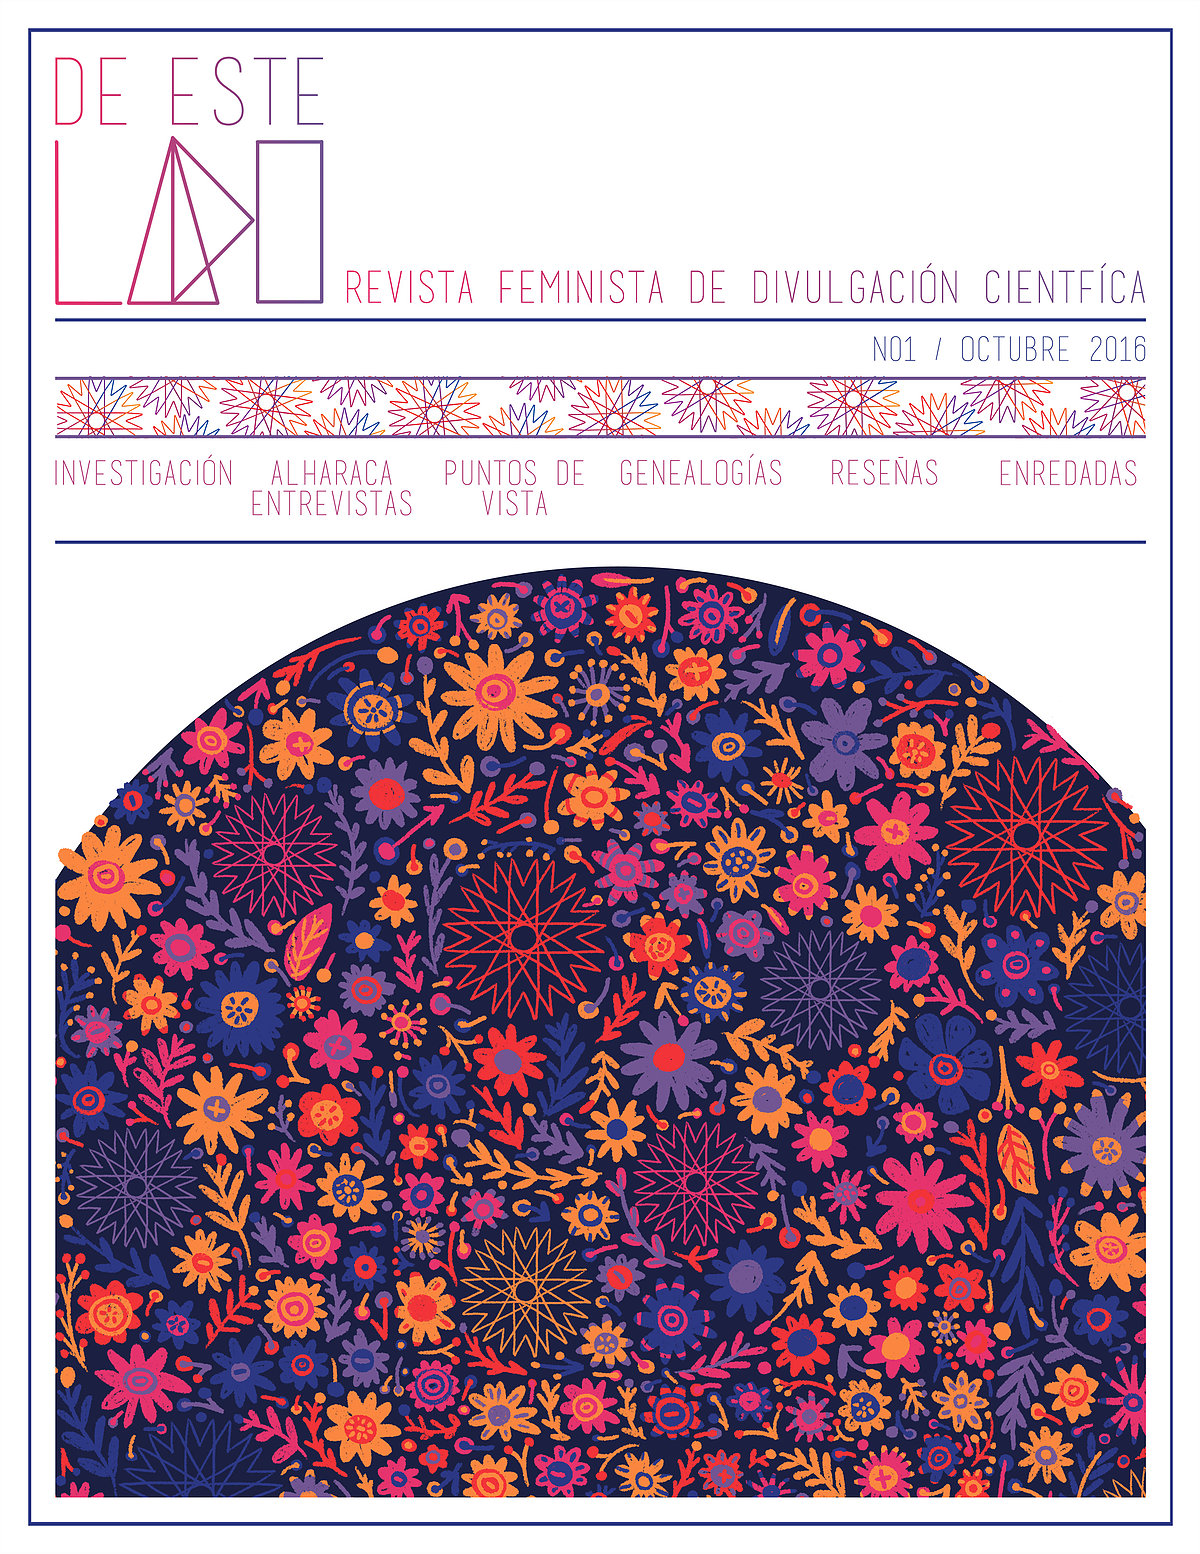 DE ESTE
LADO
REVISTA FEMINISTA DE DIVULGACIÓN CIENTFÍCA
N01 / OCTUBRE 2016
INVESTIGACIÓN
ALHARACA
ENTREVISTAS
PUNTOS DE
VISTA
GENEALOGÍAS
RESEÑAS
ENREDADAS